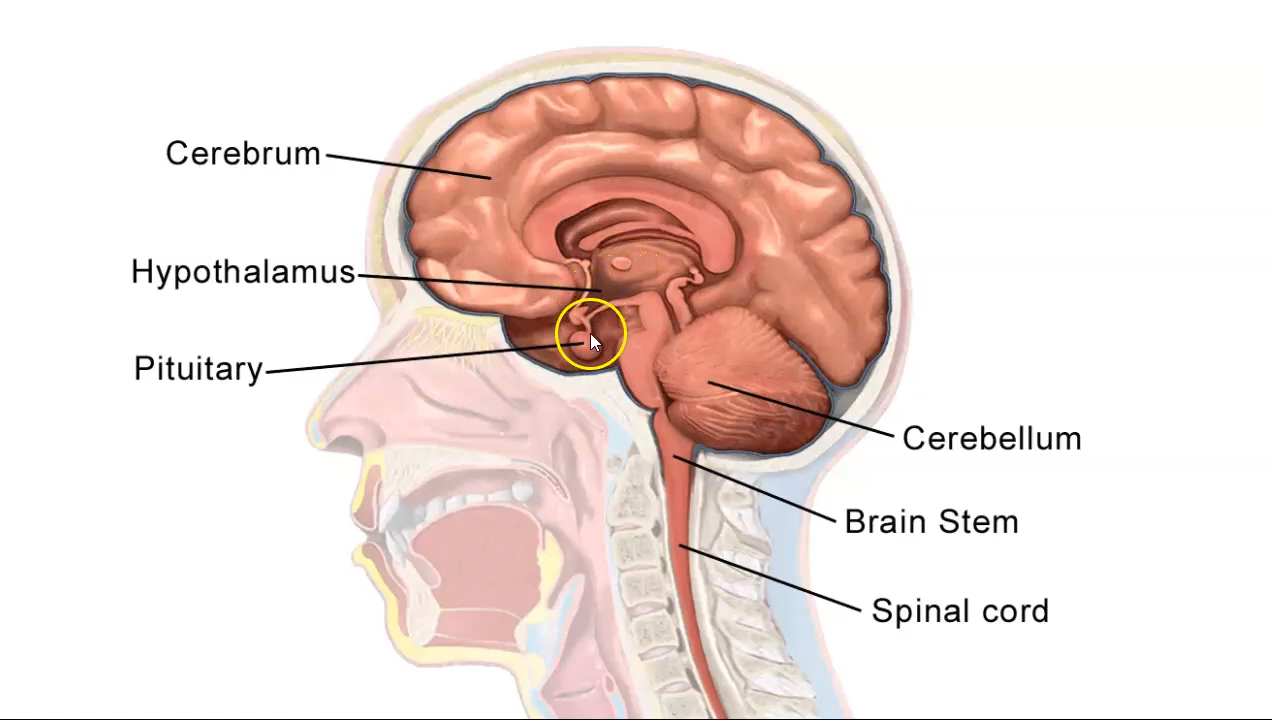 Cerebrum
Hypothalamus
Pituitary
Cerebellum
Brain Stem
Spinal cord